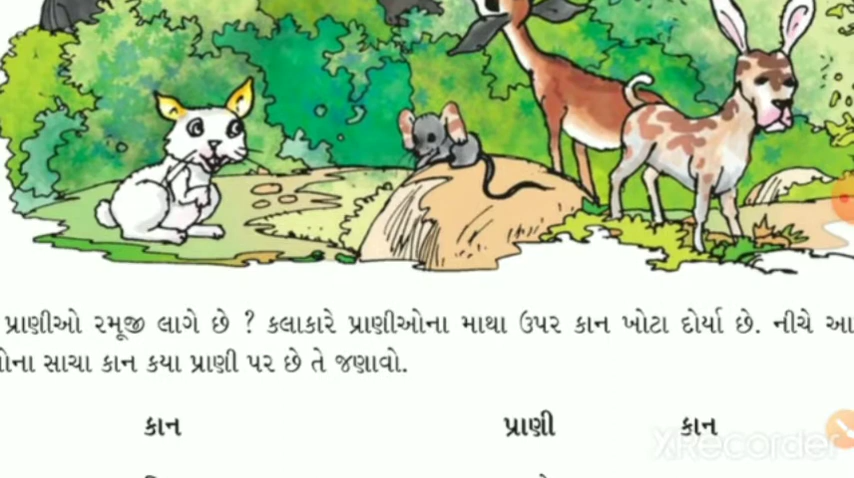 પ્રાણીઓ રમૂજી લાગે છે ? કલાકારે પ્રાણીઓના માથા ઉપર કાન ખોટા દોર્યા છે. નીચે
સાચા કાન કયા પ્રાણી પર છે તે જણાવો.
કાન પ્રાણી કાન
XRecorder